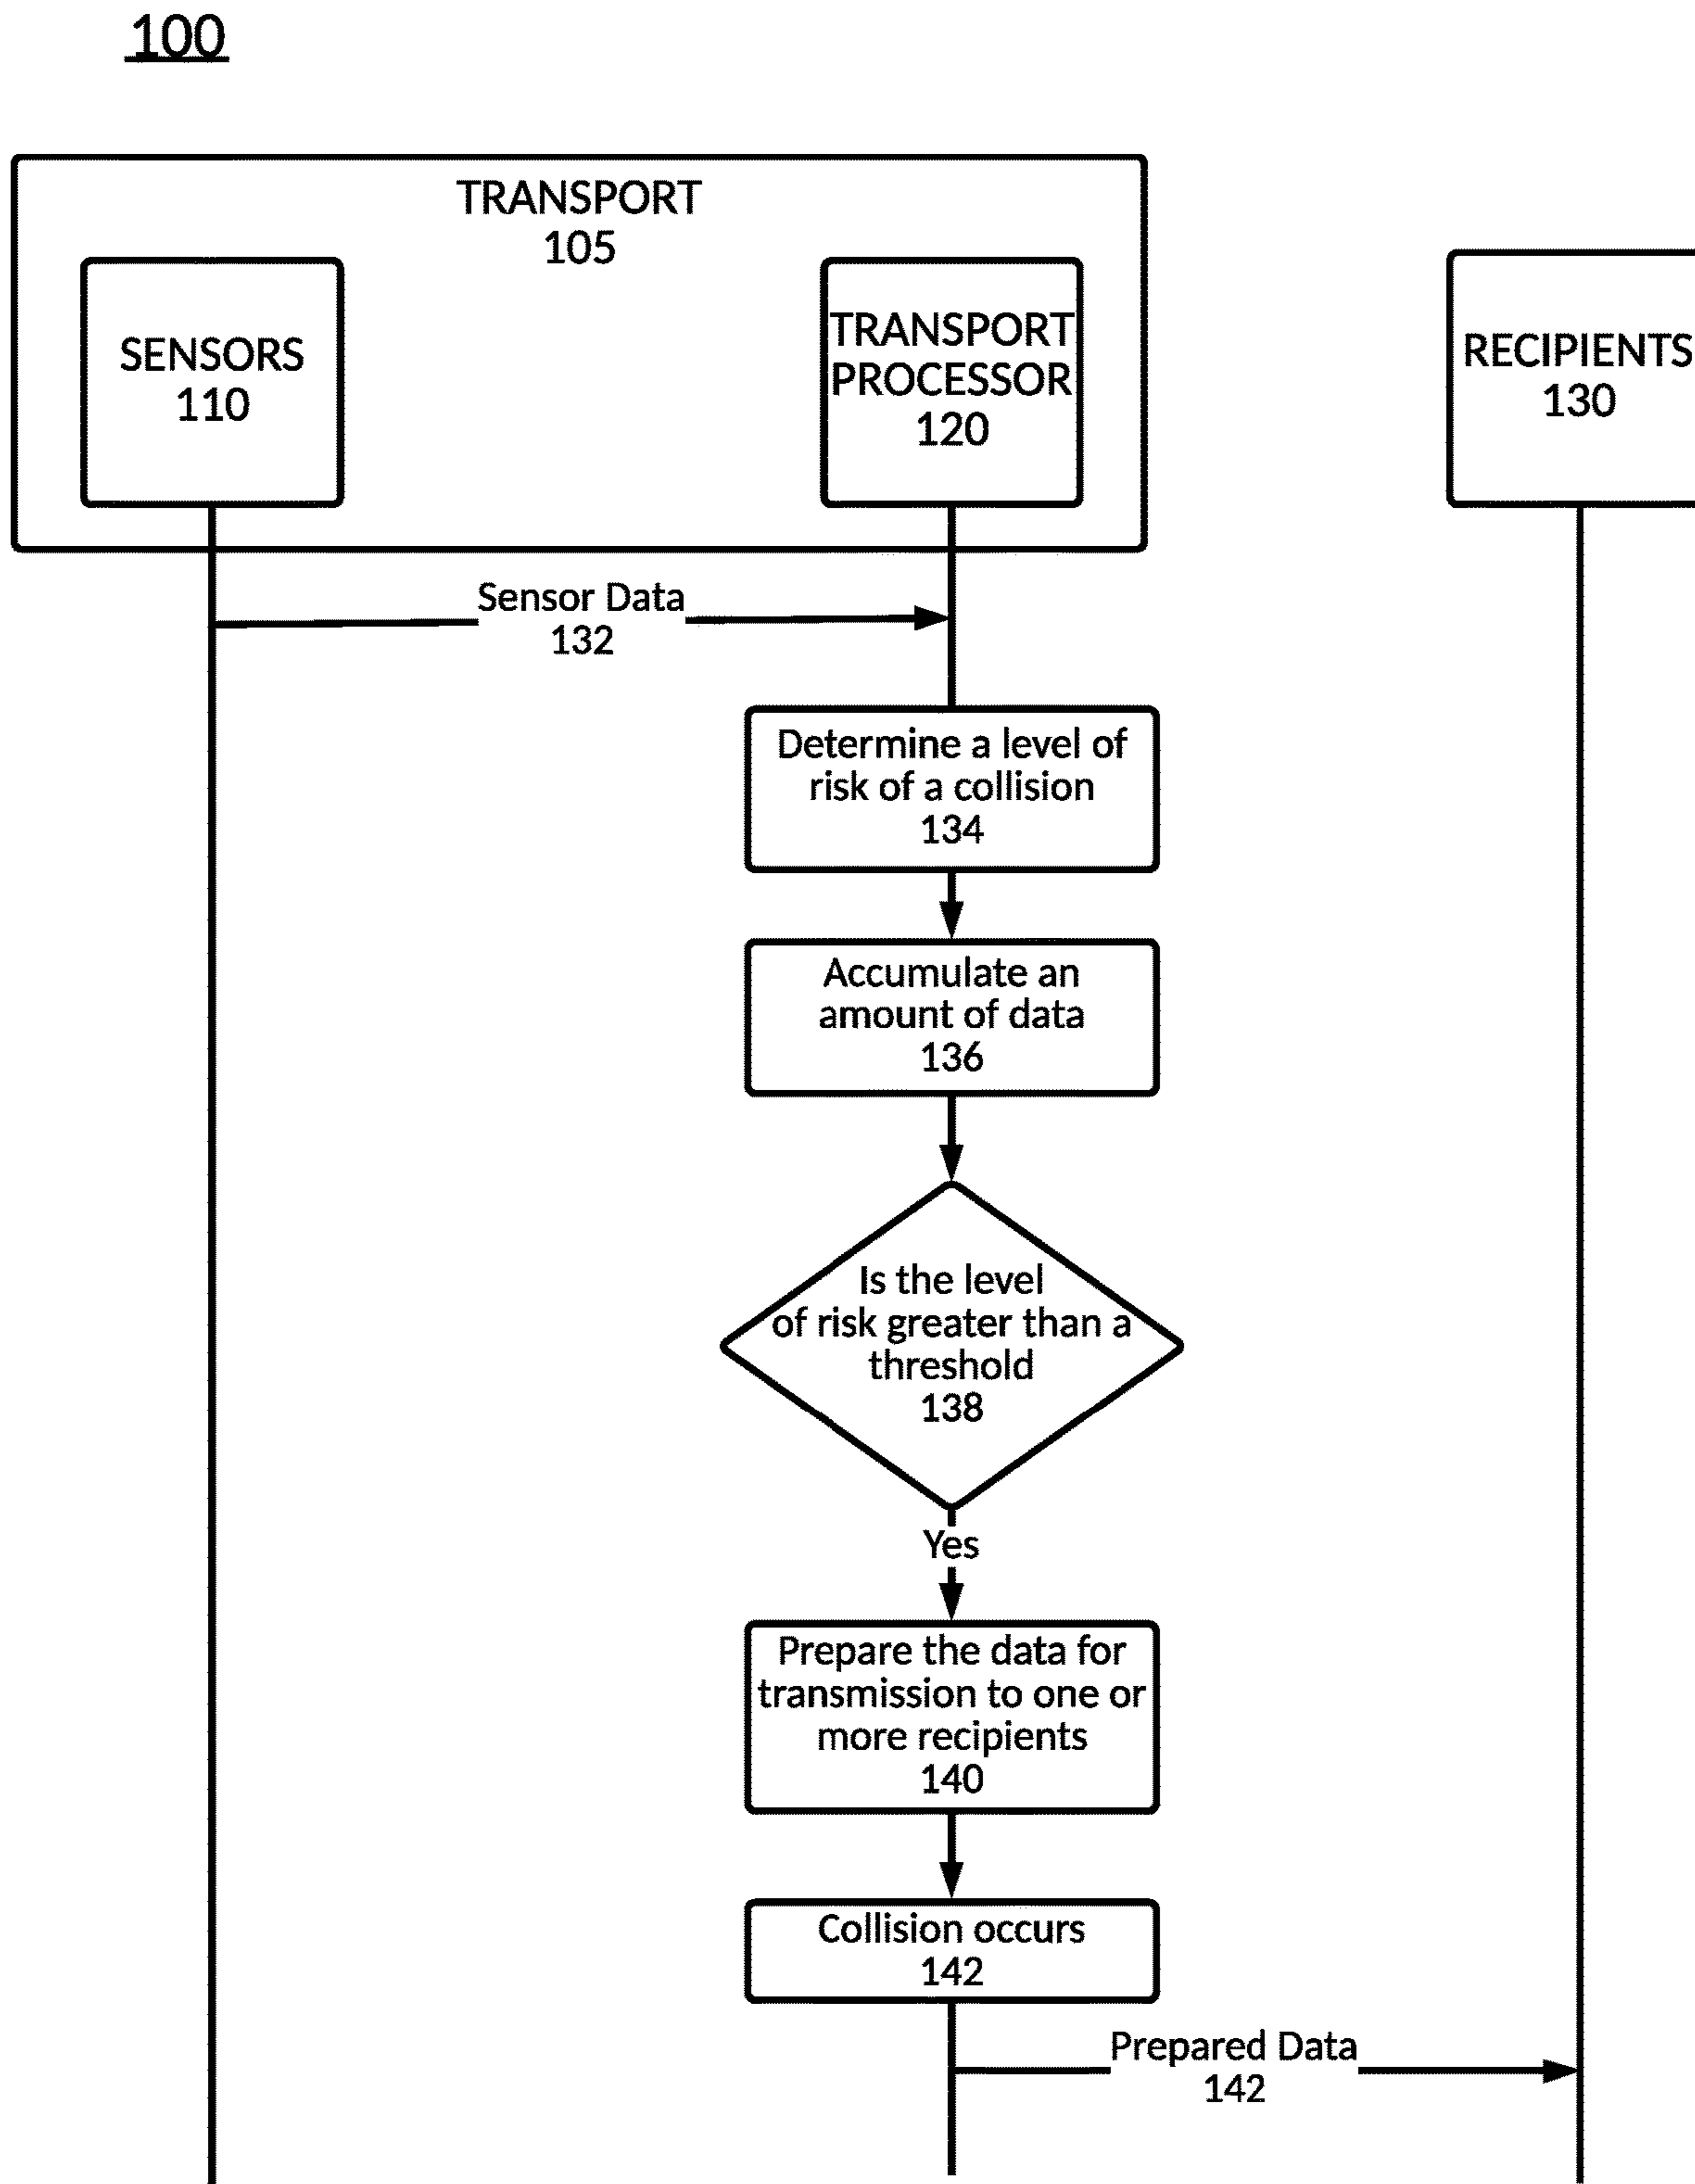 100
TRANSPORT
105
SENSORS
110
TRANSPORT
PROCESSOR
120
RECIPIENTS
130
Sensor Data
132
Determine a level of
risk of a collision
134
Accumulate an
amount of data
136
Is the level
of risk greater than a
threshold
138
Yes
Prepare the data for
transmission to one or
more recipients
140
Collision occurs
142
Prepared Data
142